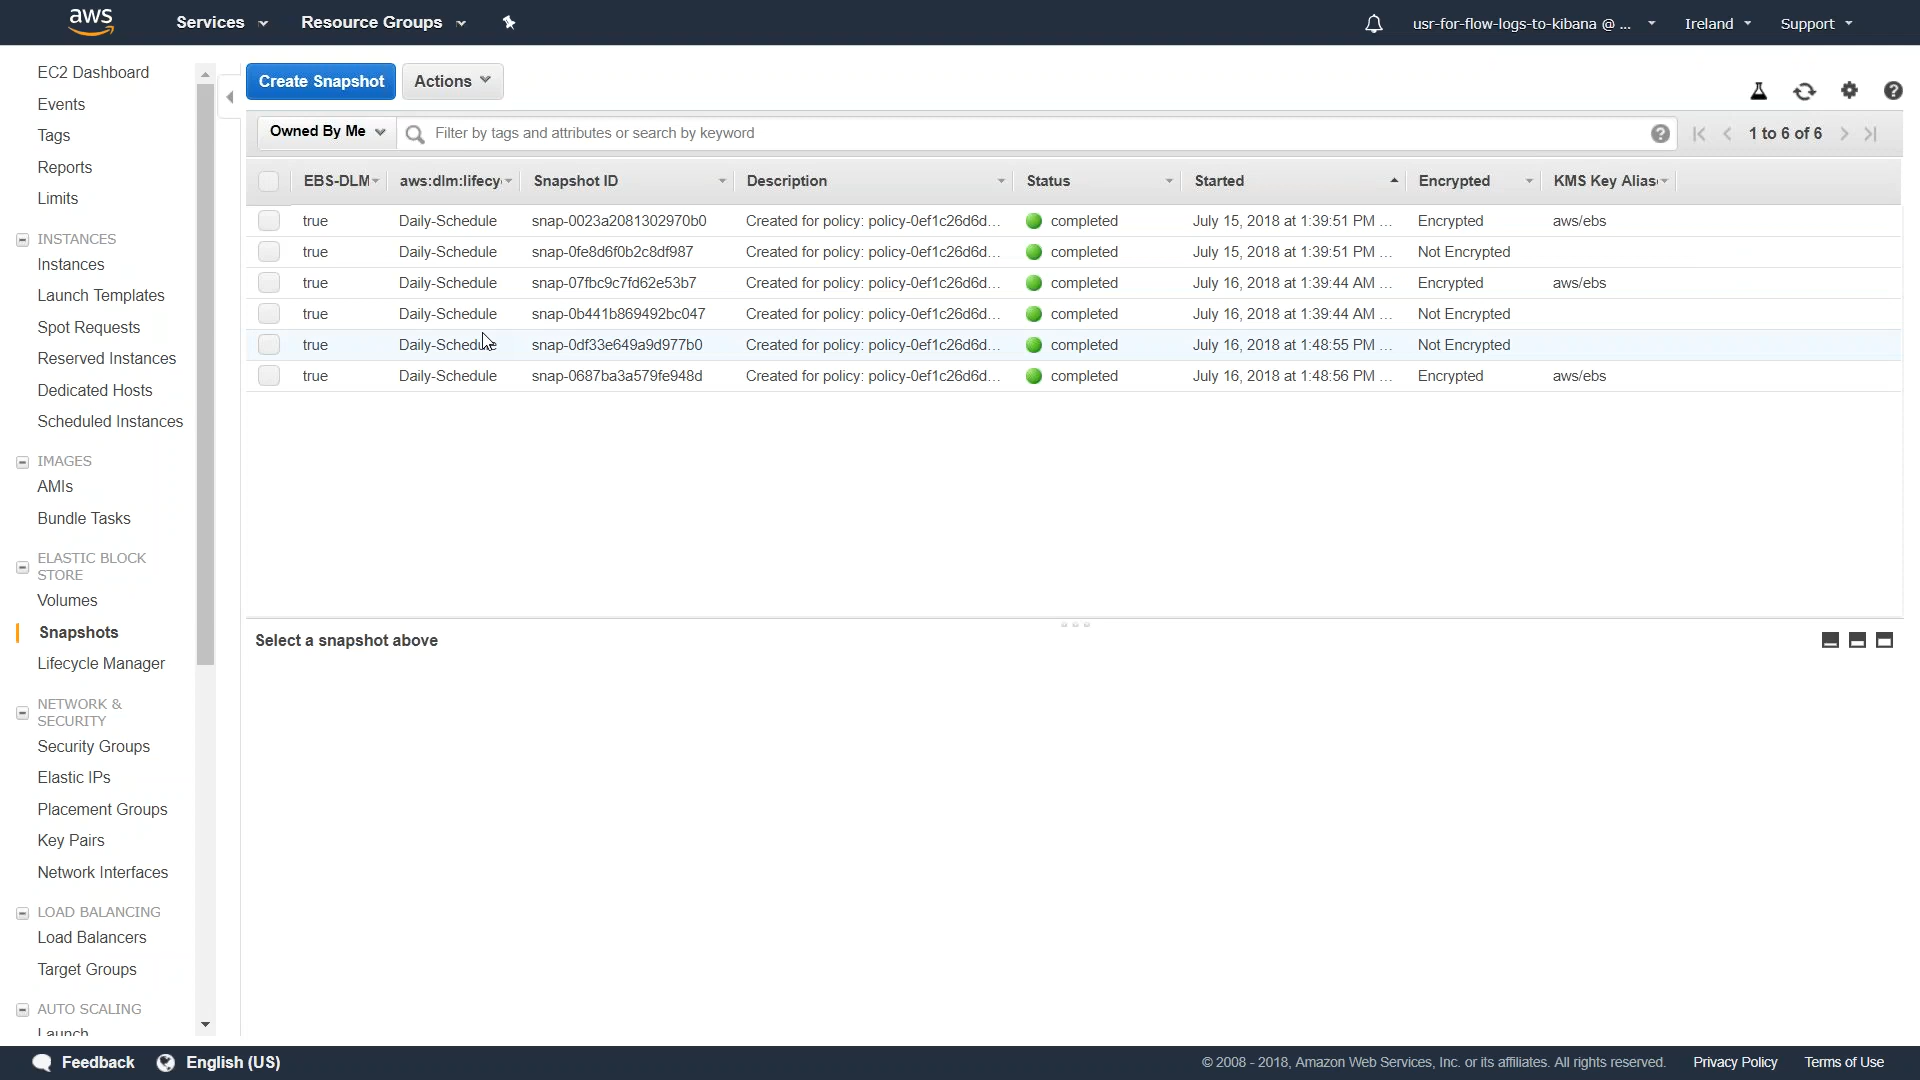 aws
Services
Resource Groups
usr-for-flow-logs-to-kibana @ ...
Ireland
Support
EC2 Dashboard
Events
Tags
Reports
Limits
INSTANCES
Instances
Launch Templates
Spot Requests
Reserved Instances
Dedicated Hosts
Scheduled Instances
IMAGES
AMIs
Bundle Tasks
ELASTIC BLOCK
STORE
Volumes
Snapshots
Lifecycle Manager
NETWORK &
SECURITY
Security Groups
Elastic IPs
Placement Groups
Key Pairs
Network Interfaces
LOAD BALANCING
Load Balancers
Target Groups
AUTO SCALING
Launch
Create Snapshot
Actions
Owned By Me
Filter by tags and attributes or search by keyword
1 to 6 of 6
EBS-DLM aws:dlm:lifecy Snapshot ID Description Status Started Encrypted KMS Key Alias
true Daily-Schedule snap-0023a2081302970b0 Created for policy: policy-0ef1c26d6d... completed July 15, 2018 at 1:39:51 PM ... Encrypted aws/ebs
true Daily-Schedule snap-0fe8d6f0b2c8df987 Created for policy: policy-0ef1c26d6d... completed July 15, 2018 at 1:39:51 PM ... Not Encrypted
true Daily-Schedule snap-07fbc9c7fd62e53b7 Created for policy: policy-0ef1c26d6d... completed July 16, 2018 at 1:39:44 AM ... Encrypted aws/ebs
true Daily-Schedule snap-0b441b869492bc047 Created for policy: policy-0ef1c26d6d... completed July 16, 2018 at 1:39:44 AM ... Not Encrypted
true Daily-Schedule snap-0df33e649a9d977b0 Created for policy: policy-0ef1c26d6d... completed July 16, 2018 at 1:48:55 PM ... Not Encrypted
true Daily-Schedule snap-0687ba3a579fe948d Created for policy: policy-0ef1c26d6d... completed July 16, 2018 at 1:48:56 PM ... Encrypted aws/ebs
Select a snapshot above
Feedback
English (US)
© 2008 - 2018, Amazon Web Services, Inc. or its affiliates. All rights reserved.
Privacy Policy
Terms of Use